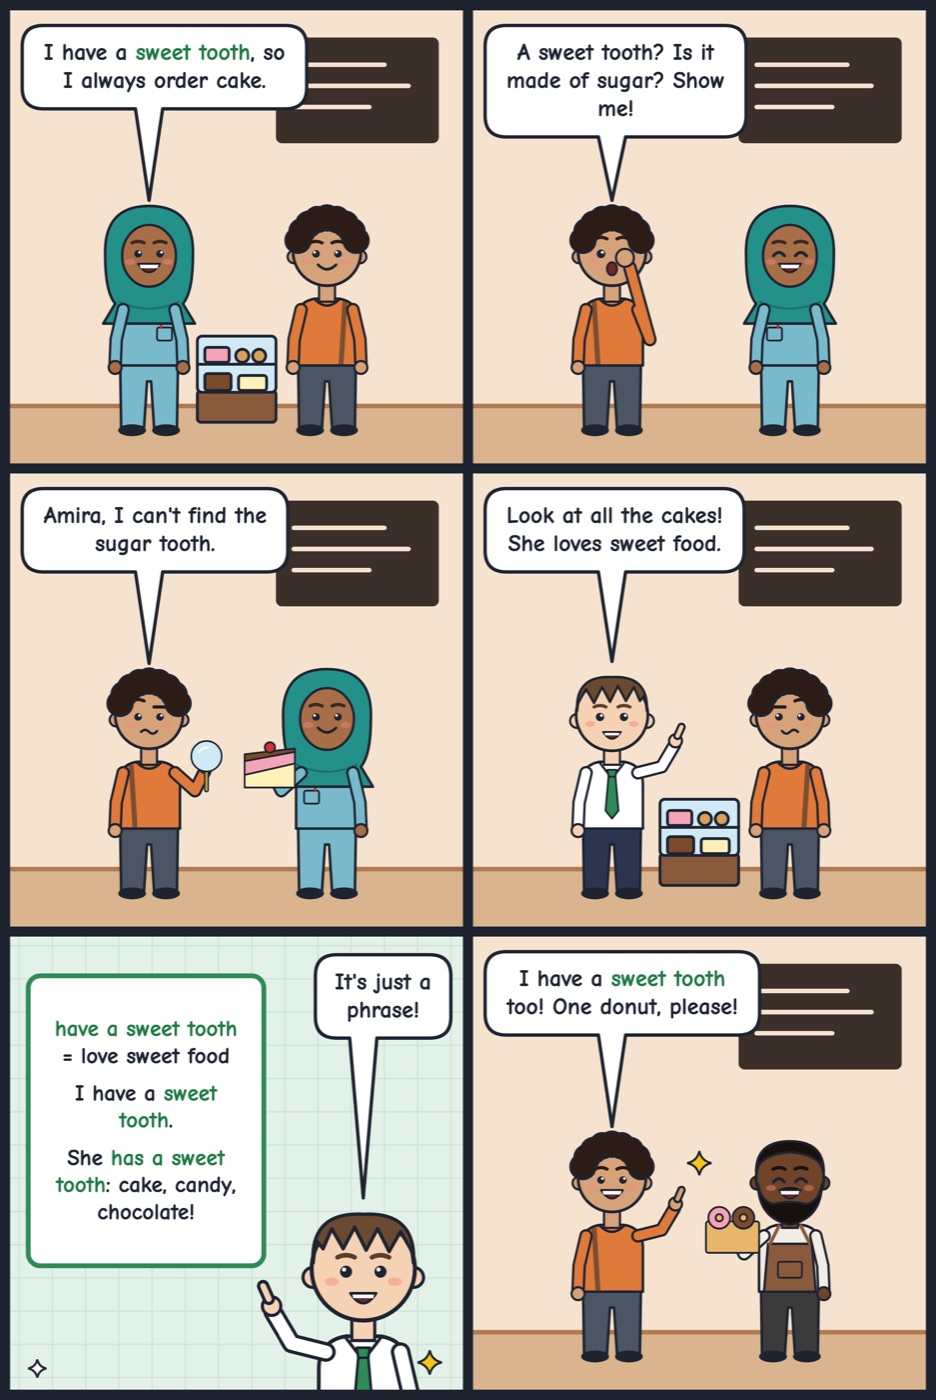 I have a sweet tooth, so
I always order cake.
A sweet tooth? Is it
made of sugar? Show
me!
Amira, I can't find the
sugar tooth.
Look at all the cakes!
She loves sweet food.
have a sweet tooth
= love sweet food
I have a sweet
tooth.
She has a sweet
tooth: cake, candy,
chocolate!
It's just a
phrase!
I have a sweet tooth
too! One donut, please!